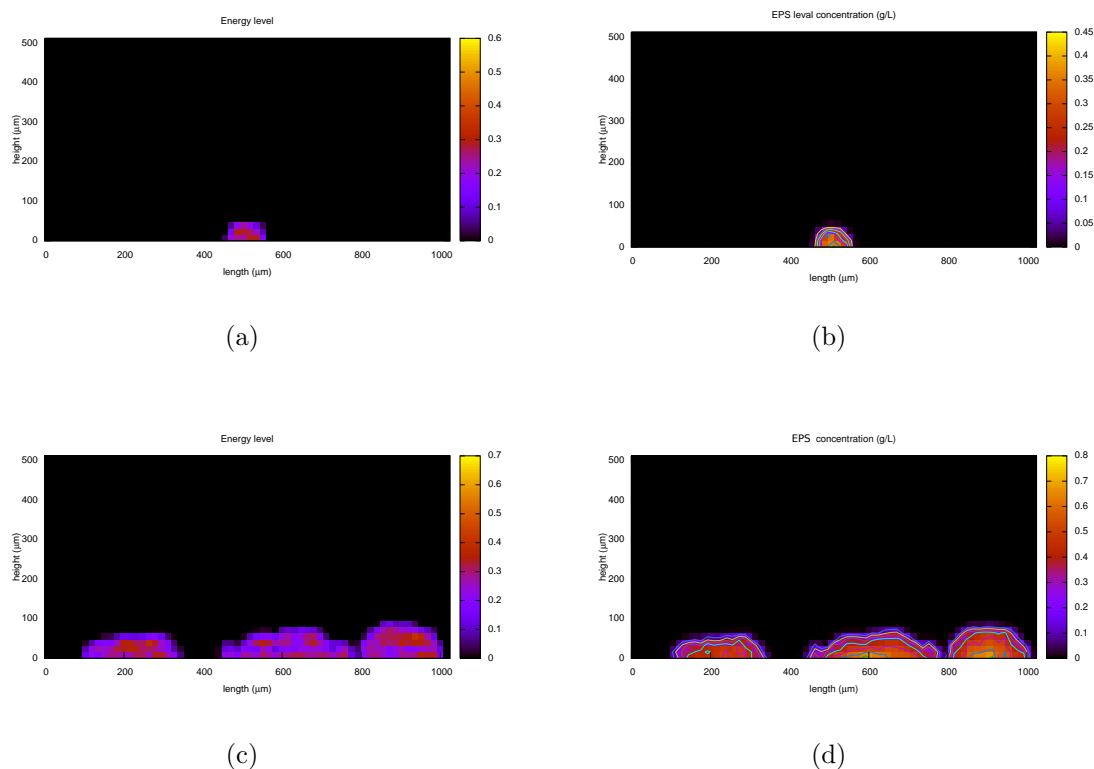 Energy level
500
400
300
200
100
0
height (μm)
0 200 400 600 800 1000
length (μm)
0.6
0.5
0.4
0.3
0.2
0.1
0
(a)
EPS leval concentration (g/L)
500
400
300
200
100
0
height (μm)
0 200 400 600 800 1000
length (μm)
0.45
0.4
0.35
0.3
0.25
0.2
0.15
0.1
0.05
0
(b)
Energy level
500
400
300
200
100
0
height (μm)
0 200 400 600 800 1000
length (μm)
0.7
0.6
0.5
0.4
0.3
0.2
0.1
0
(c)
EPS concentration (g/L)
500
400
300
200
100
0
height (μm)
0 200 400 600 800 1000
length (μm)
0.8
0.7
0.6
0.5
0.4
0.3
0.2
0.1
0
(d)